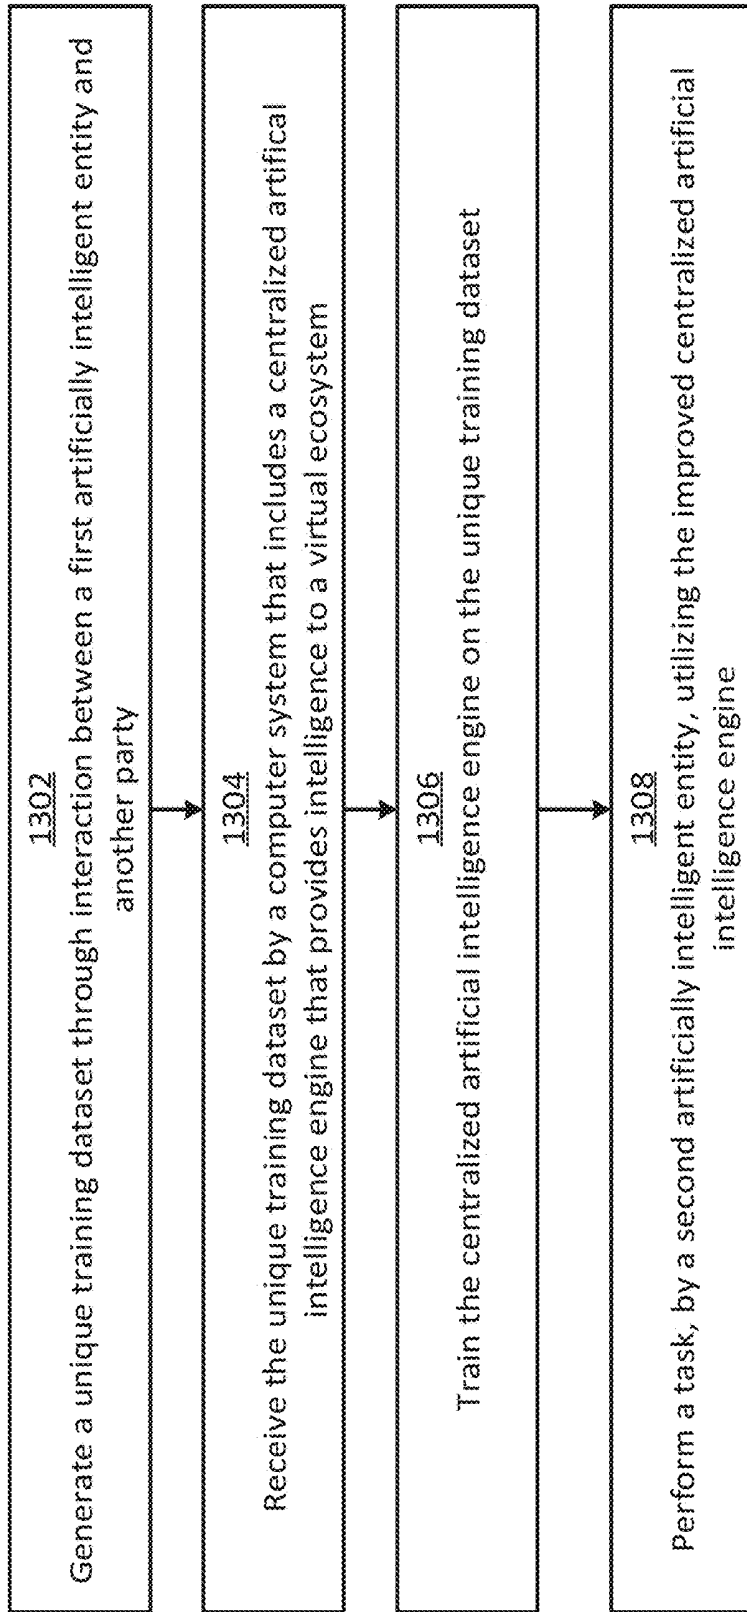 1302
Generate a unique training dataset through interaction between a first artificially intelligent entity and
another party
1304
Receive the unique training dataset by a computer system that includes a centralized artifical
intelligence engine that provides intelligence to a virtual ecosystem
1306
Train the centralized artificial intelligence engine on the unique training dataset
1308
Perform a task, by a second artificially intelligent entity, utilizing the improved centralized artificial
intelligence engine